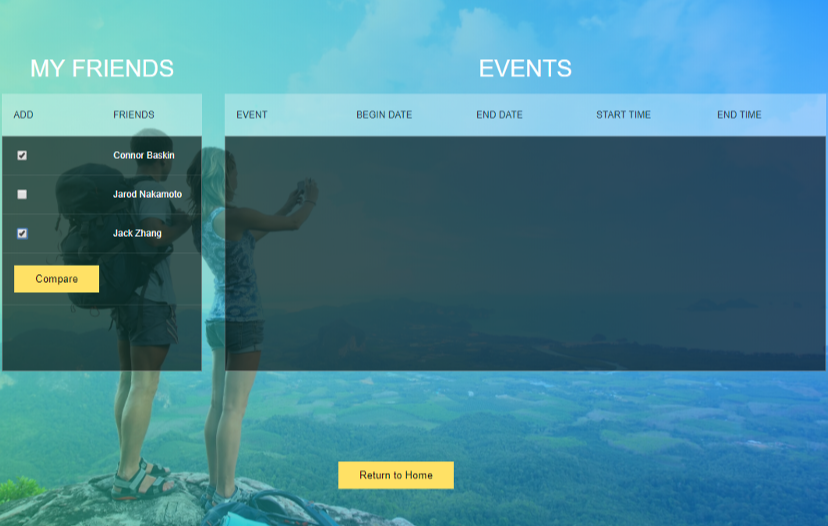 MY FRIENDS
EVENTS
ADD FRIENDS
EVENT BEGIN DATE END DATE START TIME END TIME
Connor Baskin
Jarod Nakamoto
Jack Zhang
Compare
Return to Home